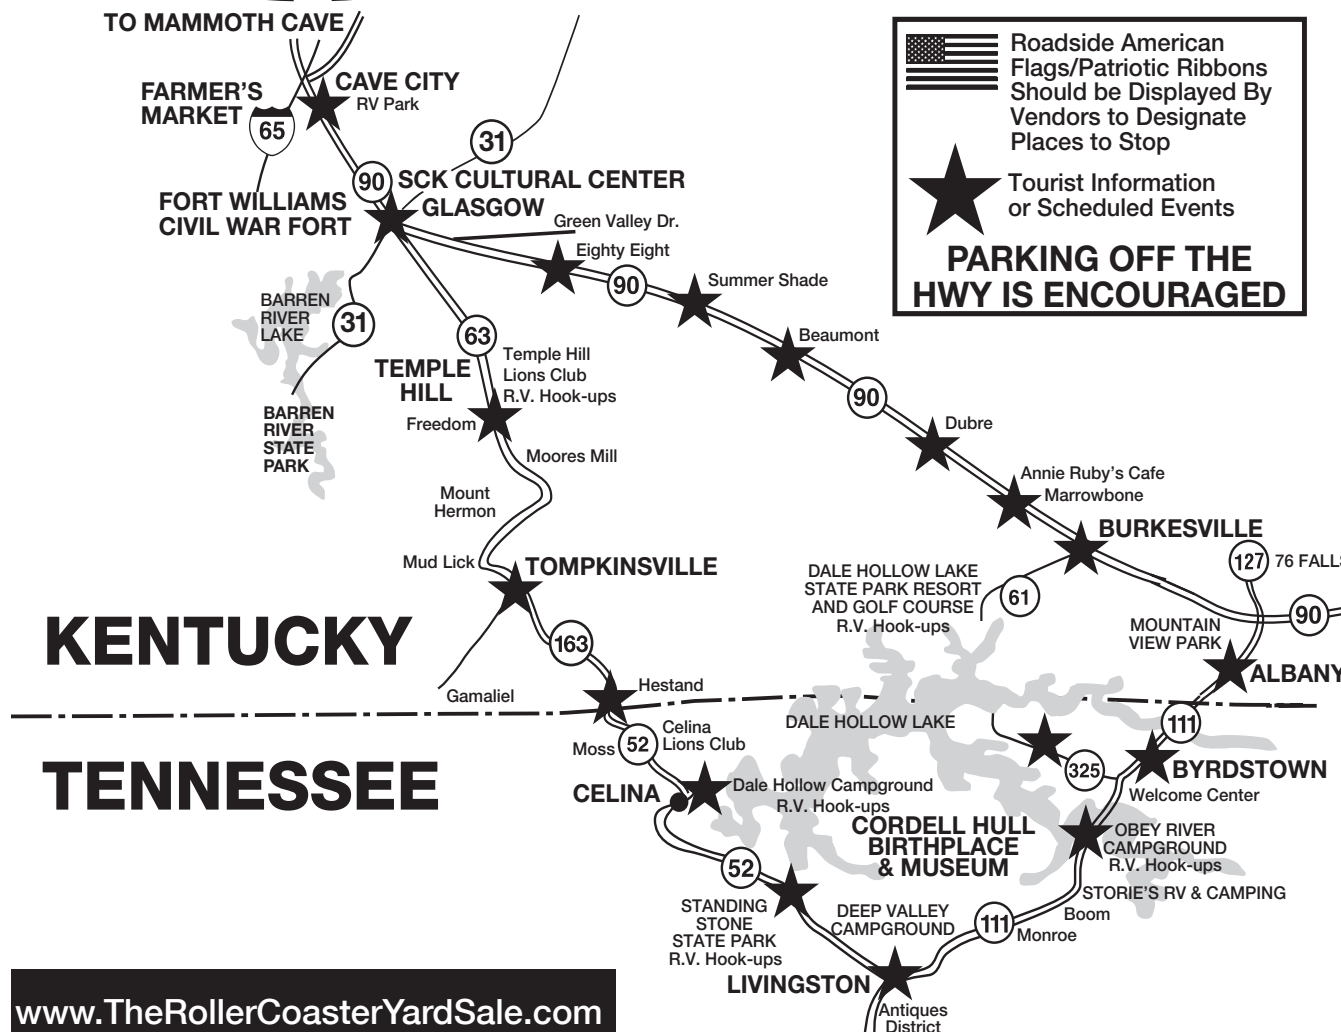 TO MAMMOTH CAVE
CAVE CITY
RV Park
FARMER'S
MARKET
65
31
90
SCK CULTURAL CENTER
GLASGOW
FORT WILLIAMS
CIVIL WAR FORT
Green Valley Dr.
Eighty Eight
90
Summer Shade
Beaumont
90
Dubre
Annie Ruby's Cafe
Marrowbone
BURKESVILLE
Roadside American
Flags/Patriotic Ribbons
Should be Displayed By
Vendors to Designate
Places to Stop
Tourist Information
or Scheduled Events
PARKING OFF THE
HWY IS ENCOURAGED
BARREN
RIVER
LAKE
31
BARREN
RIVER
STATE
PARK
63
TEMPLE
HILL
Temple Hill
Lions Club
R.V. Hook-ups
Freedom
Moores Mill
Mount
Hermon
Mud Lick
TOMPKINSVILLE
127
76 FALLS
DALE HOLLOW LAKE
STATE PARK RESORT
AND GOLF COURSE
R.V. Hook-ups
61
90
MOUNTAIN
VIEW PARK
ALBANY
KENTUCKY
163
Gamaliel
Hestand
TENNESSEE
Moss
52
Celina
Lions Club
DALE HOLLOW LAKE
111
325
BYRDSTOWN
Welcome Center
CELINA
Dale Hollow Campground
R.V. Hook-ups
CORDELL HULL
BIRTHPLACE
& MUSEUM
OBEY RIVER
CAMPGROUND
R.V. Hook-ups
STORIE'S RV & CAMPING
52
STANDING
STONE
STATE PARK
R.V. Hook-ups
DEEP VALLEY
CAMPGROUND
111
Boom
Monroe
LIVINGSTON
Antiques
District
www.TheRollerCoasterYardSale.com